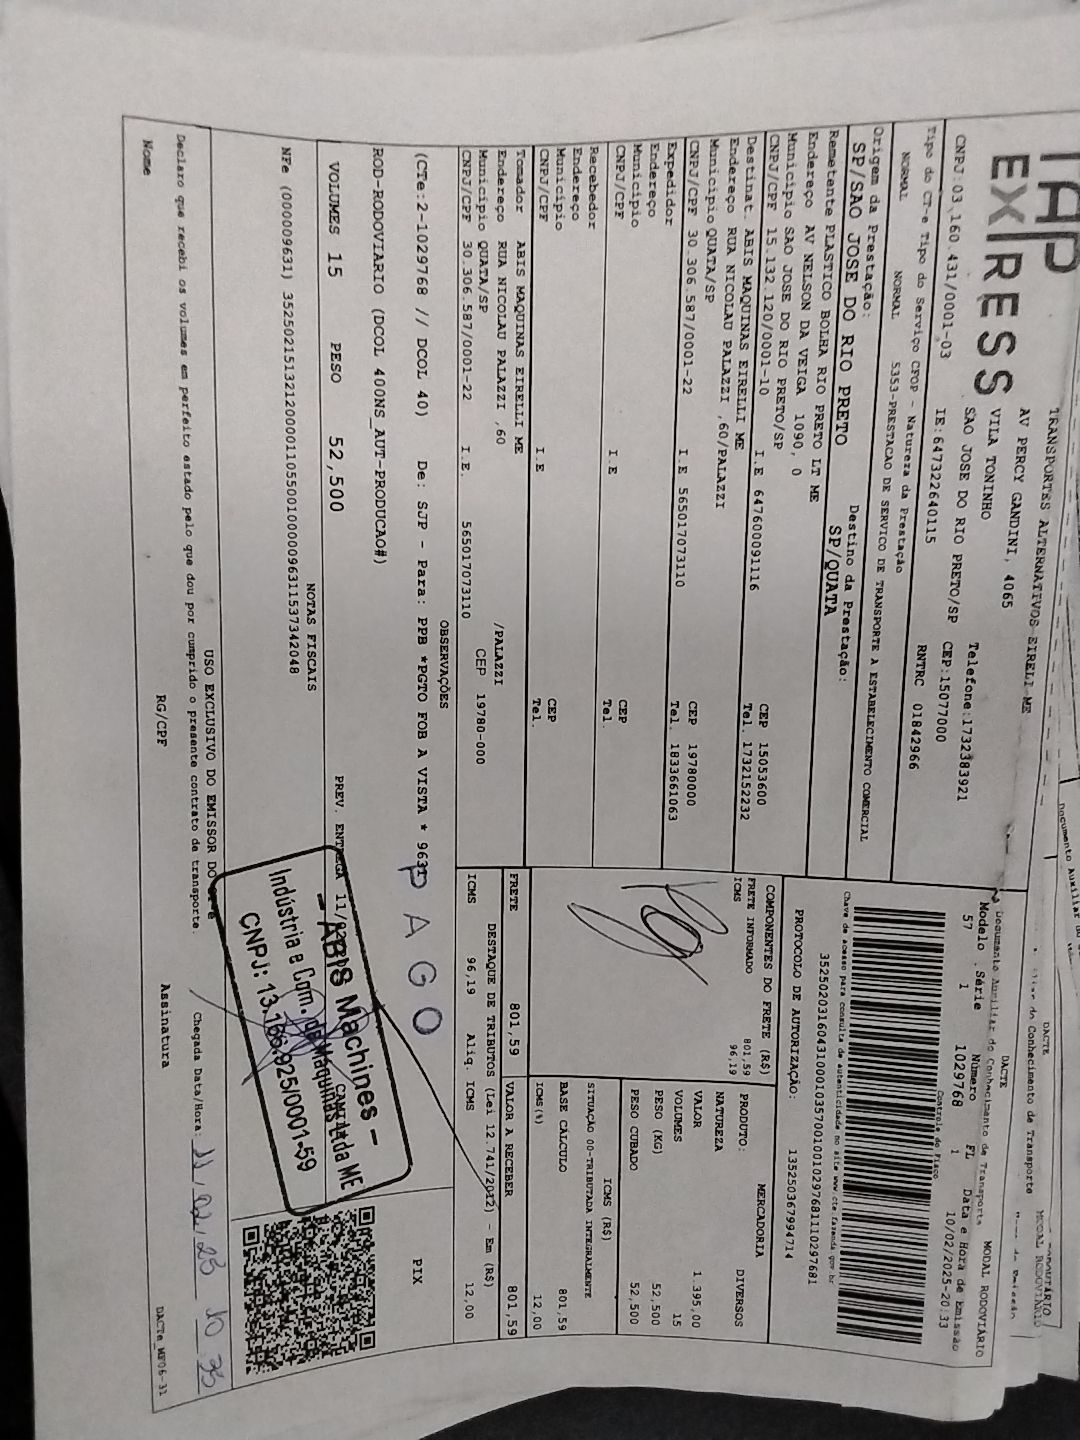 TAP
EXPRESS
TRANSPORTES ALTERNATIVOS EIRELI ME
AV PERCY GANDINI, 4065
VILA TONINHO
SAO JOSE DO RIO PRETO/SP CEP:15077000
Telefone:1732383921
CNPJ:03.160.431/0001-03 IE:647322640115 RNTRC 01842966
DACTE
Documento Auxiliar do Conhecimento de Transporte
MODAL RODOVIÁRIO
Modelo Série Número FL Data e Hora de Emissão
57 1 1029768 1 10/02/2025-20:33
Controle do Fisco
Chave de acesso para consulta de autenticidade no site www.cte.fazenda.gov.br
35250203160431000103570010010297681110297681
PROTOCOLO DE AUTORIZAÇÃO: 135250367994714
Tipo do CT-e Tipo do Serviço CFOP - Natureza da Prestação
NORMAL NORMAL 5353-PRESTACAO DE SERVICO DE TRANSPORTE A ESTABELECIMENTO COMERCIAL
Origem da Prestação: Destino da Prestação:
SP/SAO JOSE DO RIO PRETO SP/QUATA
Remetente PLASTICO BOLHA RIO PRETO LT ME
Endereço AV NELSON DA VEIGA 1090, 0
Município SAO JOSE DO RIO PRETO/SP CEP 15053600
CNPJ/CPF 15.132.120/0001-10 I.E 647600091116 Tel. 1732152232
Destinat. ABIS MAQUINAS EIRELLI ME
Endereço RUA NICOLAU PALAZZI ,60/PALAZZI
Município QUATA/SP CEP 19780000
CNPJ/CPF 30.306.587/0001-22 I.E 565017073110 Tel. 1833661063
Expedidor
Endereço
Município CEP
CNPJ/CPF I.E Tel.
Recebedor
Endereço
Município CEP
CNPJ/CPF I.E Tel.
Tomador ABIS MAQUINAS EIRELLI ME
Endereço RUA NICOLAU PALAZZI ,60 /PALAZZI
Município QUATA/SP CEP 19780-000
CNPJ/CPF 30.306.587/0001-22 I.E. 565017073110
COMPONENTES DO FRETE (R$)
FRETE INFORMADO 801,59
ICMS 96,19
MERCADORIA
PRODUTO: DIVERSOS
NATUREZA
VALOR 1.395,00
VOLUMES 15
PESO (KG) 52,500
PESO CUBADO 52,500
ICMS (R$)
SITUAÇÃO 00-TRIBUTADA INTEGRALMENTE
BASE CÁLCULO 801,59
ICMS(%) 12,00
FRETE 801,59 VALOR A RECEBER 801,59
DESTAQUE DE TRIBUTOS (Lei 12.741/2012) - Em (R$)
ICMS 96,19 Aliq. ICMS 12,00
OBSERVAÇÕES
(CTe:2-1029768 // DCOL 40) De: SJP - Para: PPB *PGTO FOB A VISTA * 9631
PAGO
PIX
ROD-RODOVIARIO (DCOL 400NS_AUT-PRODUCAO#)
VOLUMES 15 PESO 52,500 PREV. ENTREGA
NOTAS FISCAIS
NFe (000009631) 35250215132120000110550010000096311537342048
- ABIS Machines -
Indústria e Com. de Máquinas Ltda ME
CNPJ: 13.166.925/0001-59
USO EXCLUSIVO DO EMISSOR DO
Declaro que recebi os volumes em perfeito estado pelo que dou por cumprido o presente contrato de transporte. Chegada Data/Hora:
Nome RG/CPF Assinatura
DACTe_MF06-31